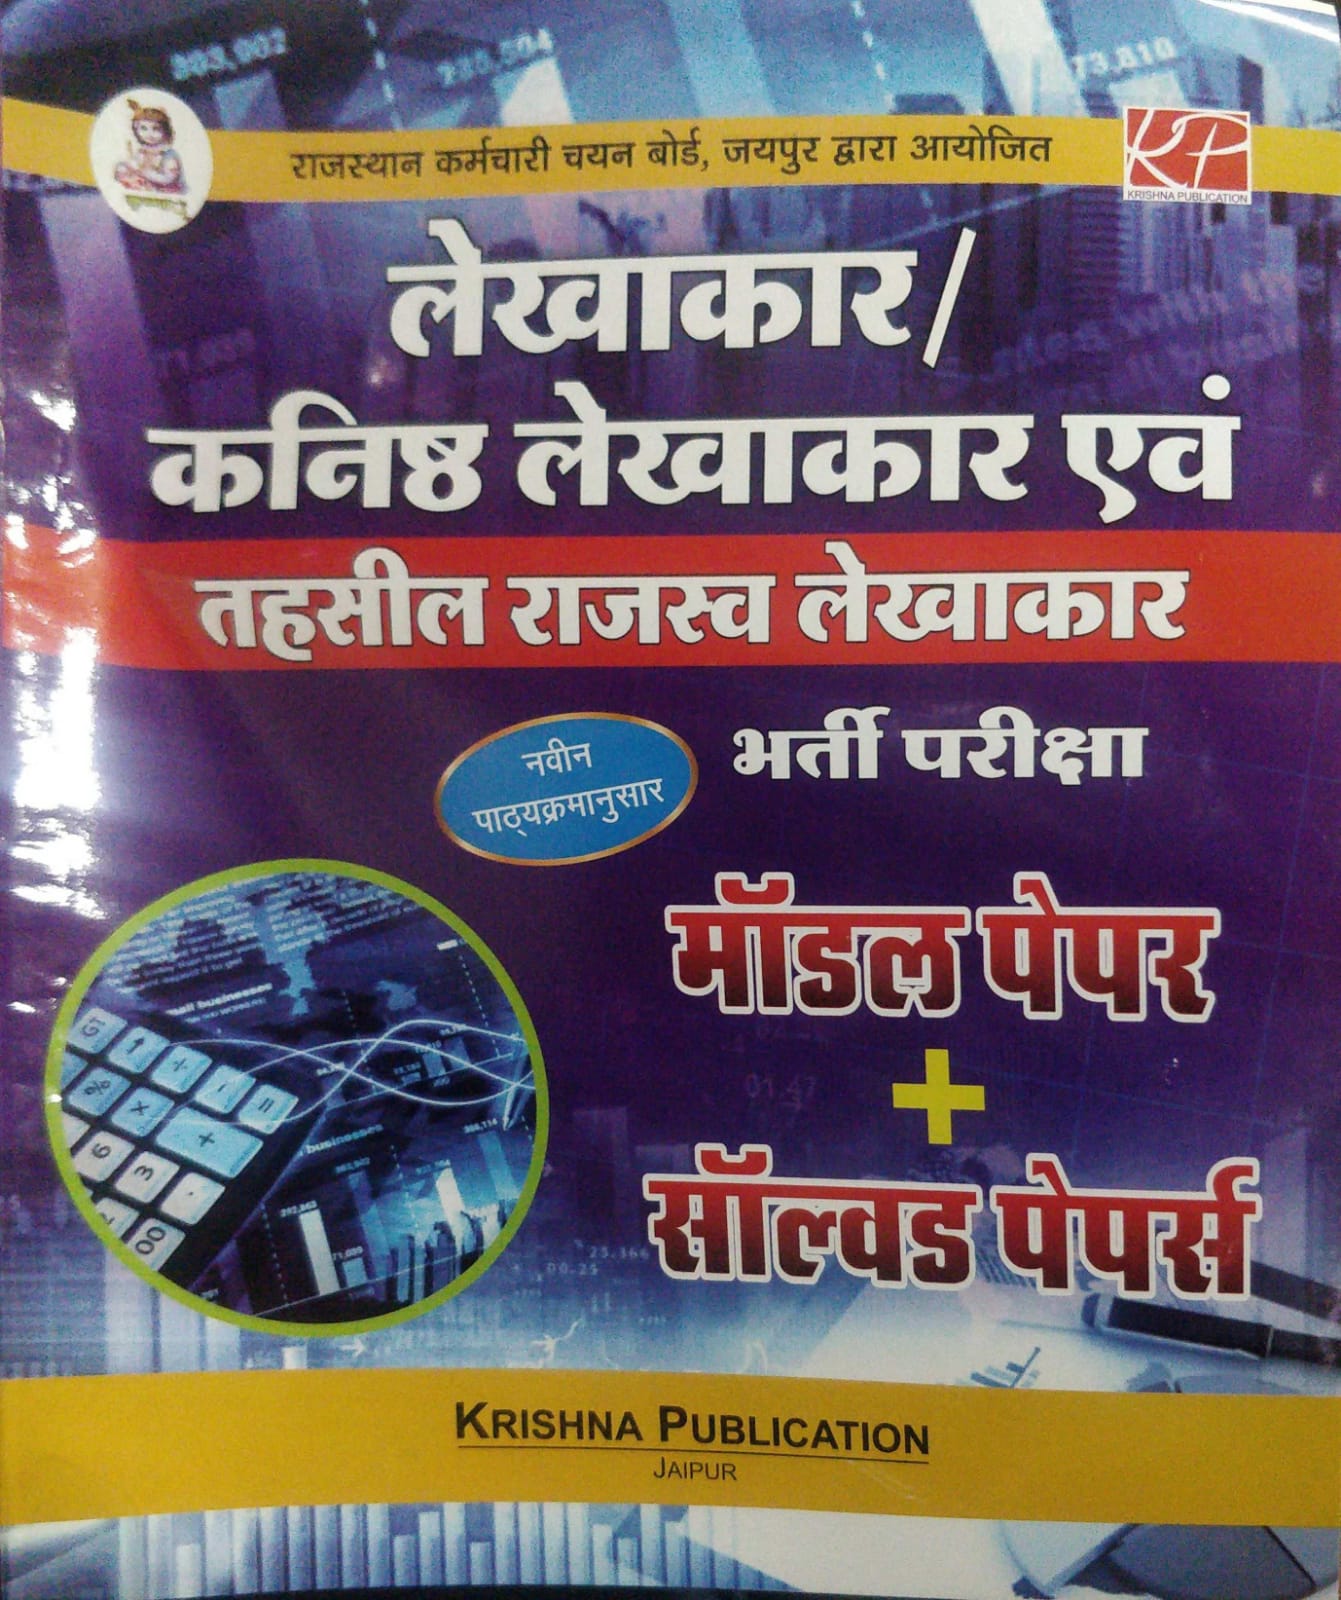 राजस्थान कर्मचारी चयन बोर्ड, जयपुर द्वारा आयोजित
KP
KRISHNA PUBLICATION
लेखाकार/
कनिष्ठ लेखाकार एवं
तहसील राजस्व लेखाकार
भर्ती परीक्षा
नवीन
पाठ्यक्रमानुसार
मॉडल पेपर
+
सॉल्वड पेपर्स
KRISHNA PUBLICATION
JAIPUR